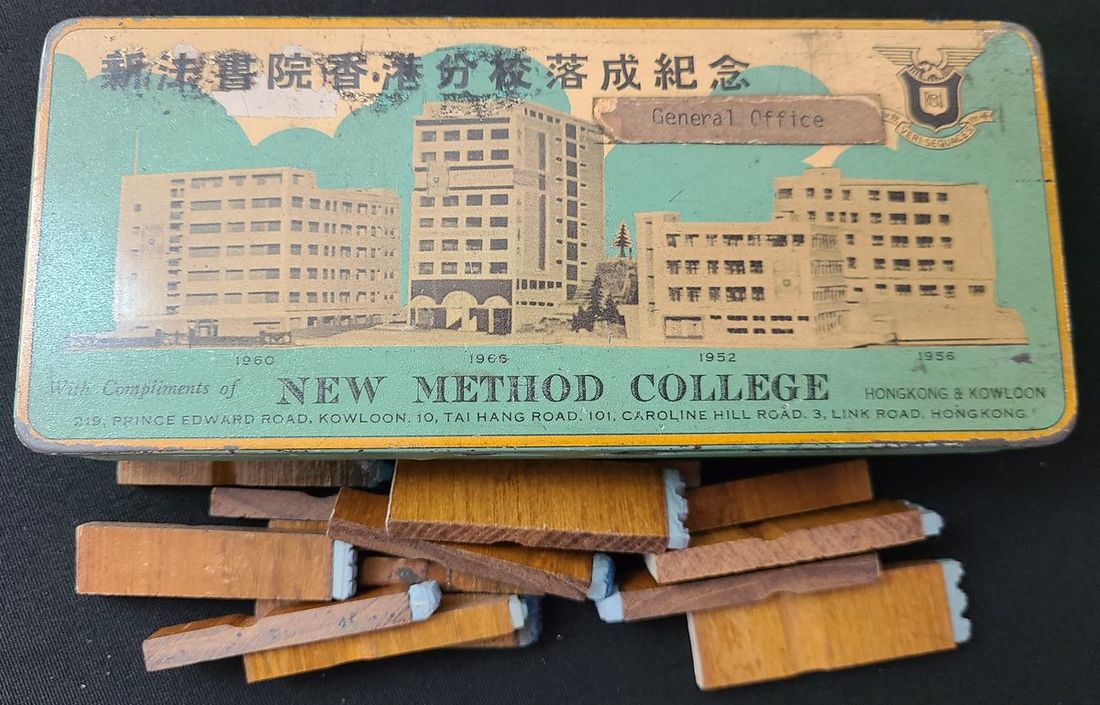 新法書院香港分校落成紀念
General Office
VERI SEQUACES
1960
1966
1952
1956
With Compliments of NEW METHOD COLLEGE HONGKONG & KOWLOON
219, PRINCE EDWARD ROAD, KOWLOON. 10, TAI HANG ROAD. 101, CAROLINE HILL ROAD. 3, LINK ROAD, HONGKONG.